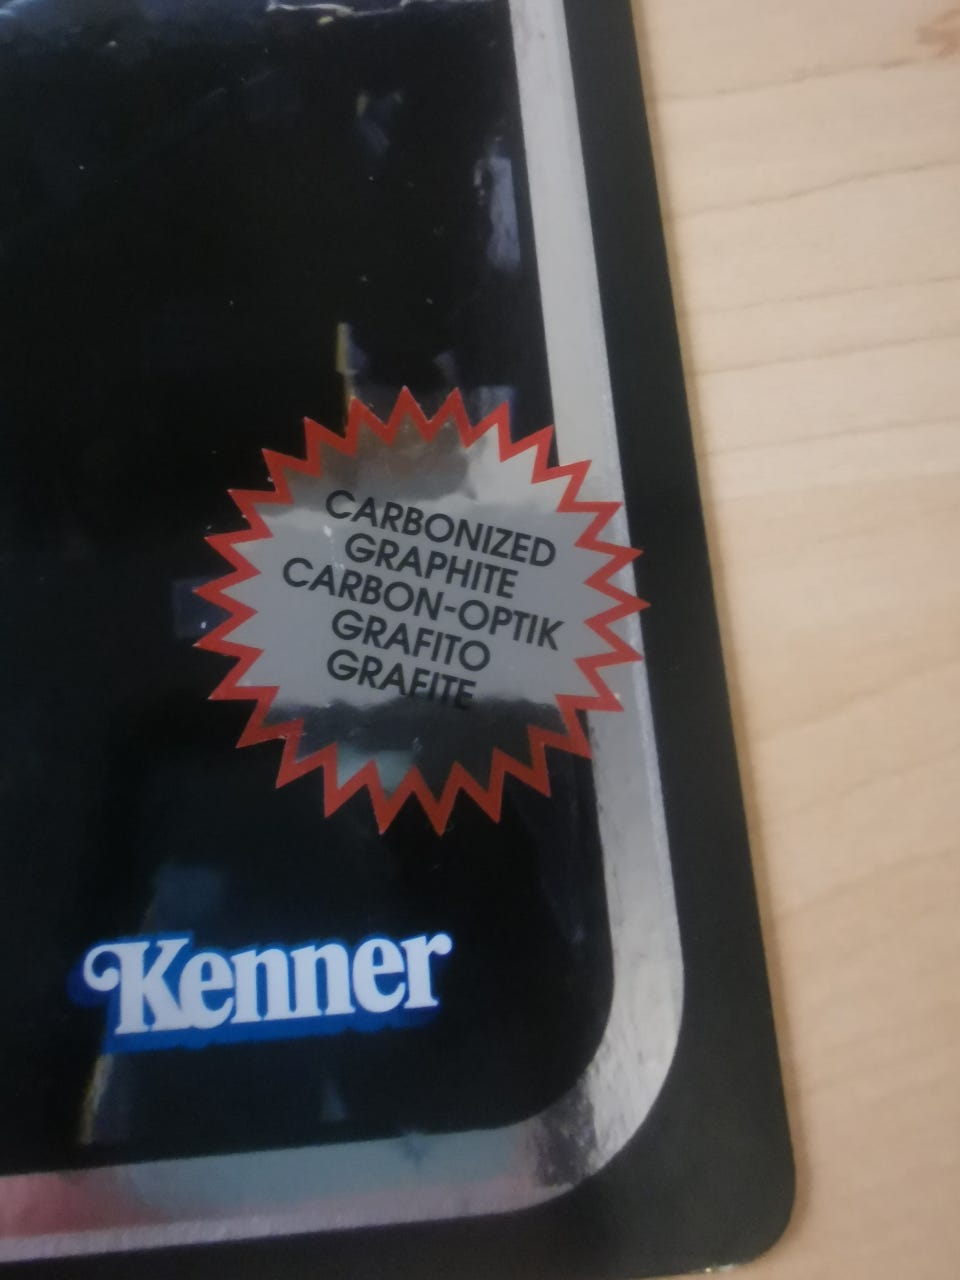 CARBONIZED
GRAPHITE
CARBON-OPTIK
GRAFITO
GRAFITE
Kenner